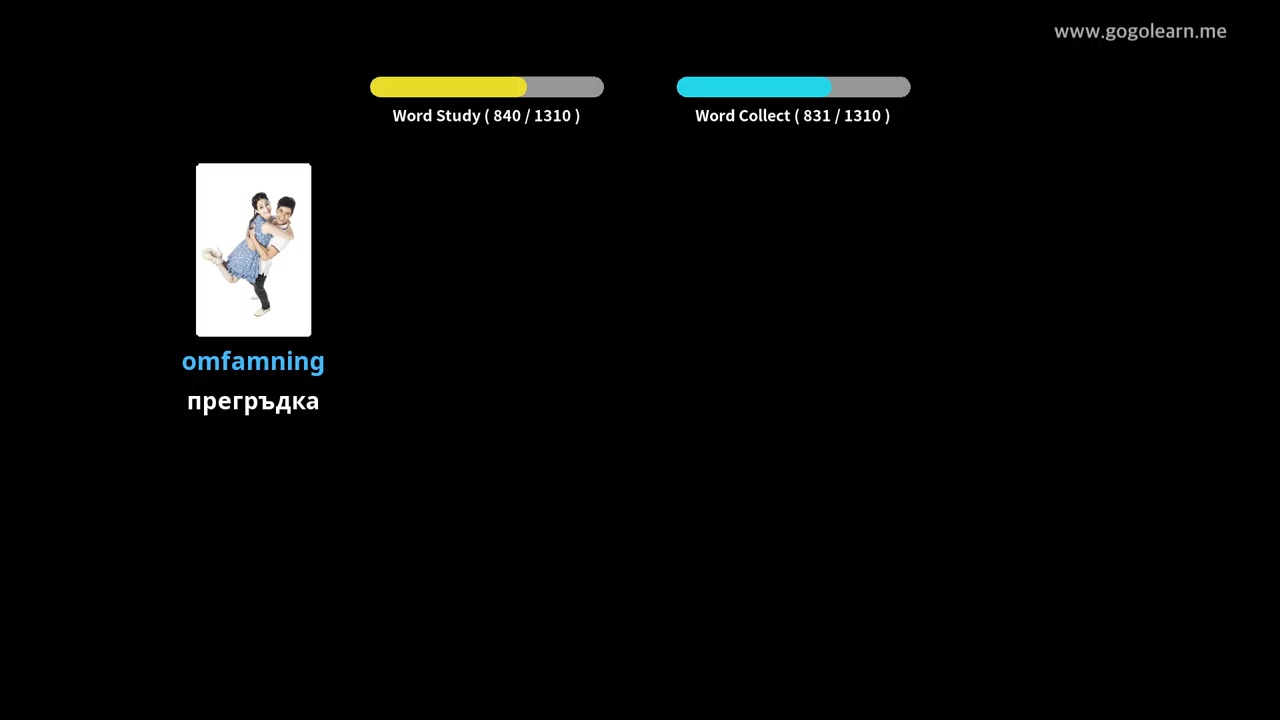 www.gogolearn.me
Word Study ( 840 / 1310 )
Word Collect ( 831 / 1310 )
omfamning
прегръдка